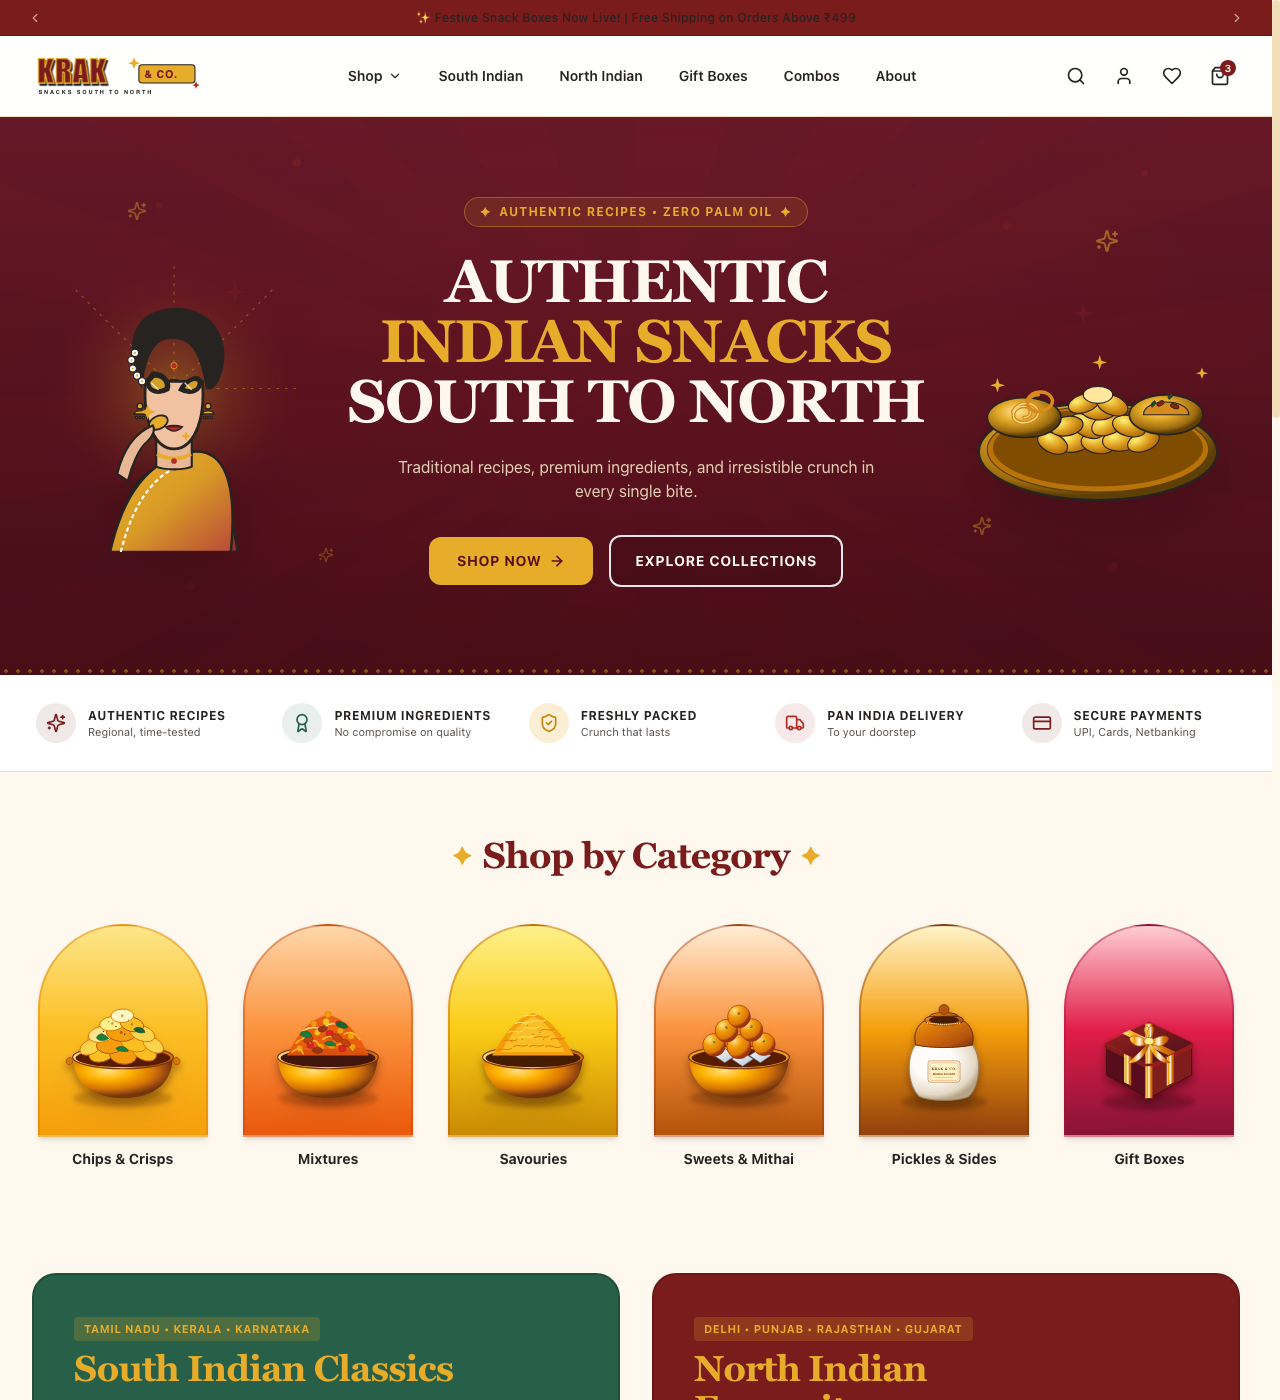 ✨ Festive Snack Boxes Now Live! | Free Shipping on Orders Above ₹499
KRAK & CO.
SNACKS SOUTH TO NORTH
Shop South Indian North Indian Gift Boxes Combos About
3
AUTHENTIC RECIPES • ZERO PALM OIL
AUTHENTIC
INDIAN SNACKS
SOUTH TO NORTH
Traditional recipes, premium ingredients, and irresistible crunch in
every single bite.
SHOP NOW →
EXPLORE COLLECTIONS
AUTHENTIC RECIPES
Regional, time-tested
PREMIUM INGREDIENTS
No compromise on quality
FRESHLY PACKED
Crunch that lasts
PAN INDIA DELIVERY
To your doorstep
SECURE PAYMENTS
UPI, Cards, Netbanking
Shop by Category
KRAK & CO.
Chips & Crisps
Mixtures
Savouries
Sweets & Mithai
Pickles & Sides
Gift Boxes
TAMIL NADU • KERALA • KARNATAKA
South Indian Classics
DELHI • PUNJAB • RAJASTHAN • GUJARAT
North Indian